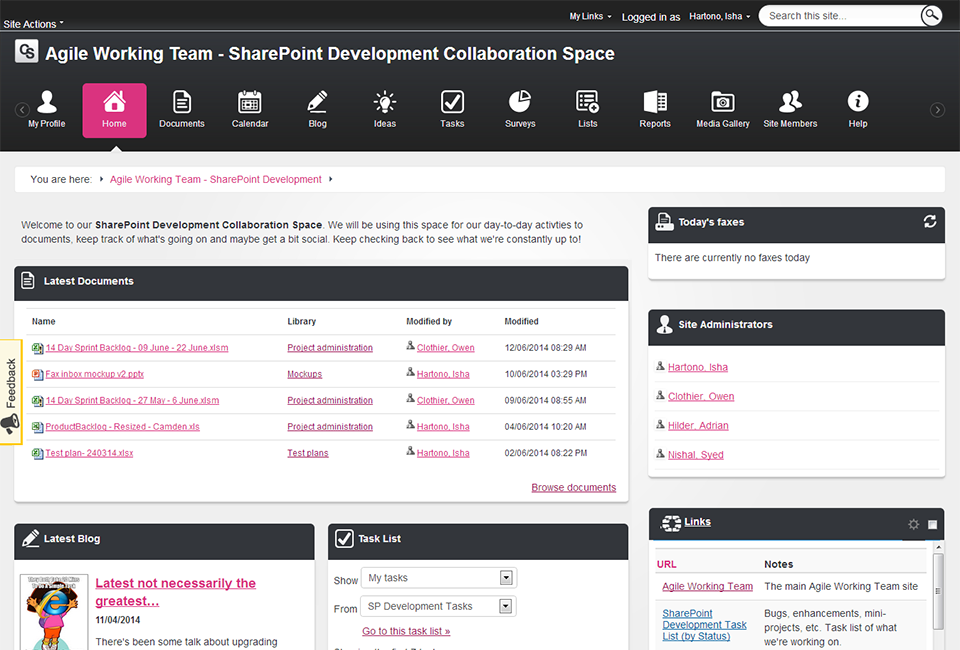 Site Actions
My Links
Logged in as
Hartono, Isha
Search this site...
CS
Agile Working Team - SharePoint Development Collaboration Space
My Profile
Home
Documents
Calendar
Blog
Ideas
Tasks
Surveys
Lists
Reports
Media Gallery
Site Members
Help
You are here:
Agile Working Team - SharePoint Development
Welcome to our SharePoint Development Collaboration Space. We will be using this space for our day-to-day activties to
documents, keep track of what's going on and maybe get a bit social. Keep checking back to see what we're constantly up to!
Latest Documents
Name Library Modified by Modified
14 Day Sprint Backlog - 09 June - 22 June.xlsm Project administration Clothier, Owen 12/06/2014 08:29 AM
Fax inbox mockup v2.pptx Mockups Hartono, Isha 10/06/2014 03:29 PM
14 Day Sprint Backlog - 27 May - 6 June.xlsm Project administration Clothier, Owen 09/06/2014 08:55 AM
ProductBacklog - Resized - Camden.xls Project administration Hartono, Isha 04/06/2014 10:20 AM
Test plan- 240314.xlsx Test plans Hartono, Isha 02/06/2014 08:22 PM
Browse documents
Feedback
Today's faxes
There are currently no faxes today
Site Administrators
Hartono, Isha
Clothier, Owen
Hilder, Adrian
Nishal, Syed
Latest Blog
Latest not necessarily the
greatest...
11/04/2014
There's been some talk about upgrading
Task List
Show My tasks
From SP Development Tasks
Go to this task list »
Links
URL Notes
Agile Working Team The main Agile Working Team site
SharePoint
Development Task
List (by Status)
Bugs, enhancements, mini-
projects, etc. Task list of what
we're working on.